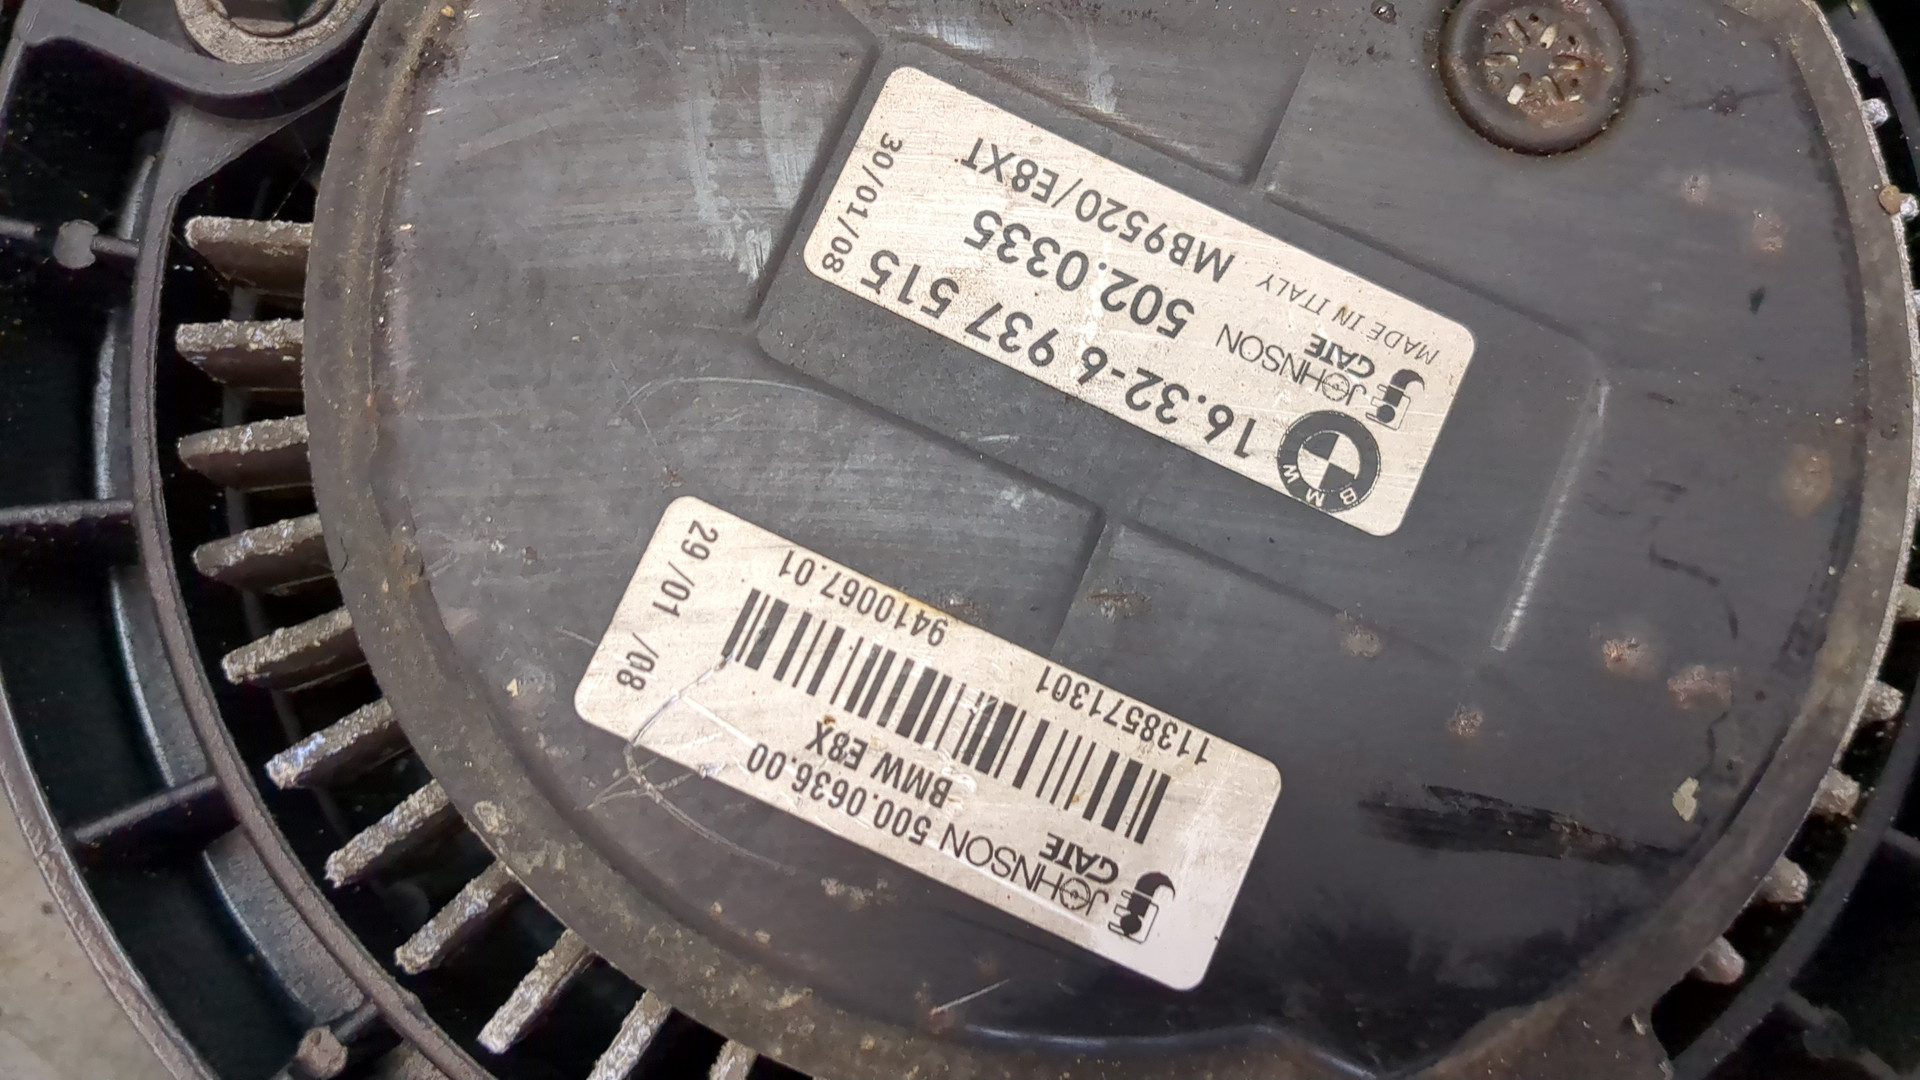 BMW
16.32-6 937 515
JOHNSON
GATE
502.0335
MADE IN ITALY
MB9520/E8XT
30/01/08
JOHNSON
GATE
500.0636.00
BMW E8X
1138571301
9410067.01
29 /01 /08